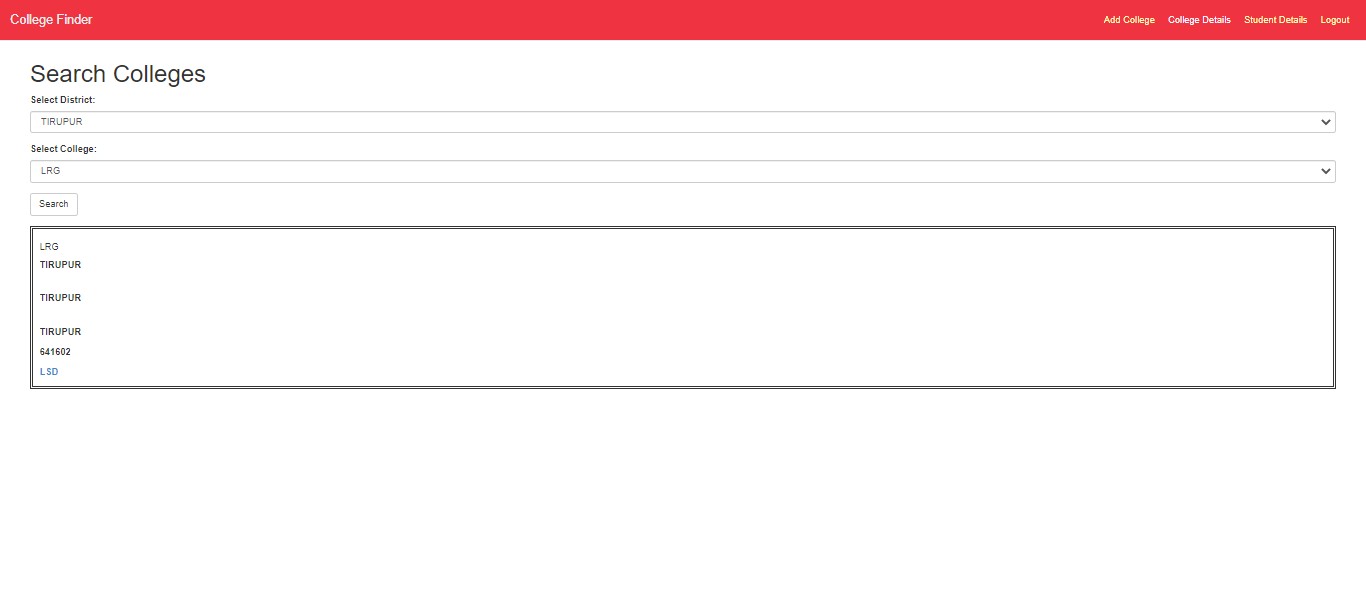 College Finder Add College College Details Student Details Logout
Search Colleges
Select District:
TIRUPUR
Select College:
LRG
Search
LRG
TIRUPUR
TIRUPUR
TIRUPUR
641602
LSD